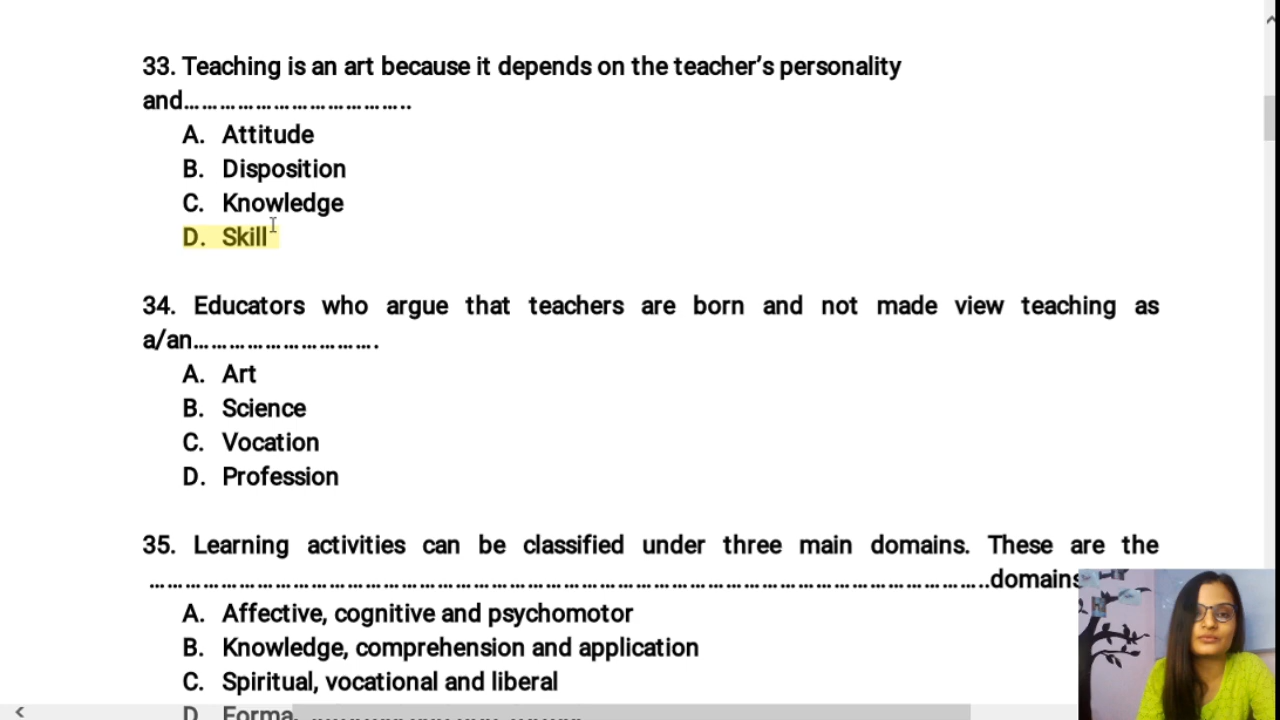 33. Teaching is an art because it depends on the teacher’s personality
and……………………………..
A. Attitude
B. Disposition
C. Knowledge
D. Skill
34. Educators who argue that teachers are born and not made view teaching as
a/an………………………….
A. Art
B. Science
C. Vocation
D. Profession
35. Learning activities can be classified under three main domains. These are the
…………………………………………………………………………………………………………………………..domains
A. Affective, cognitive and psychomotor
B. Knowledge, comprehension and application
C. Spiritual, vocational and liberal
D. Forma